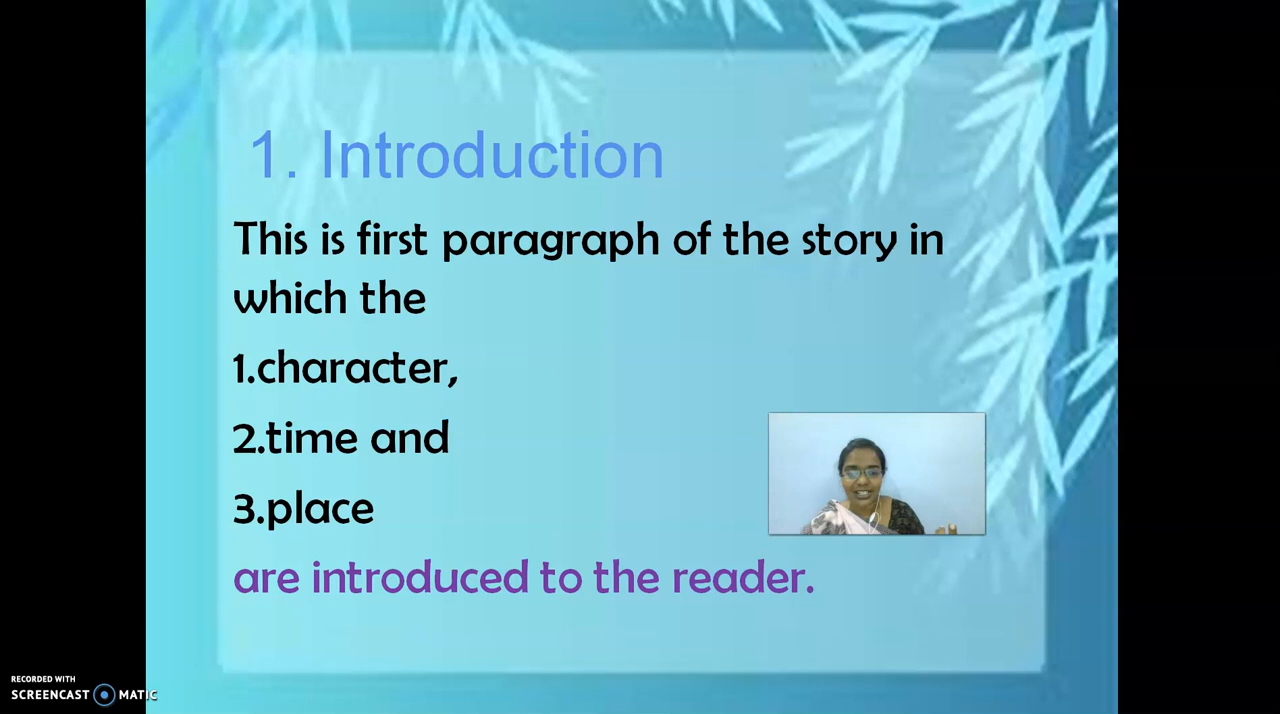 1. Introduction
This is first paragraph of the story in
which the
1.character,
2.time and
3.place
are introduced to the reader.
RECORDED WITH
SCREENCAST MATIC